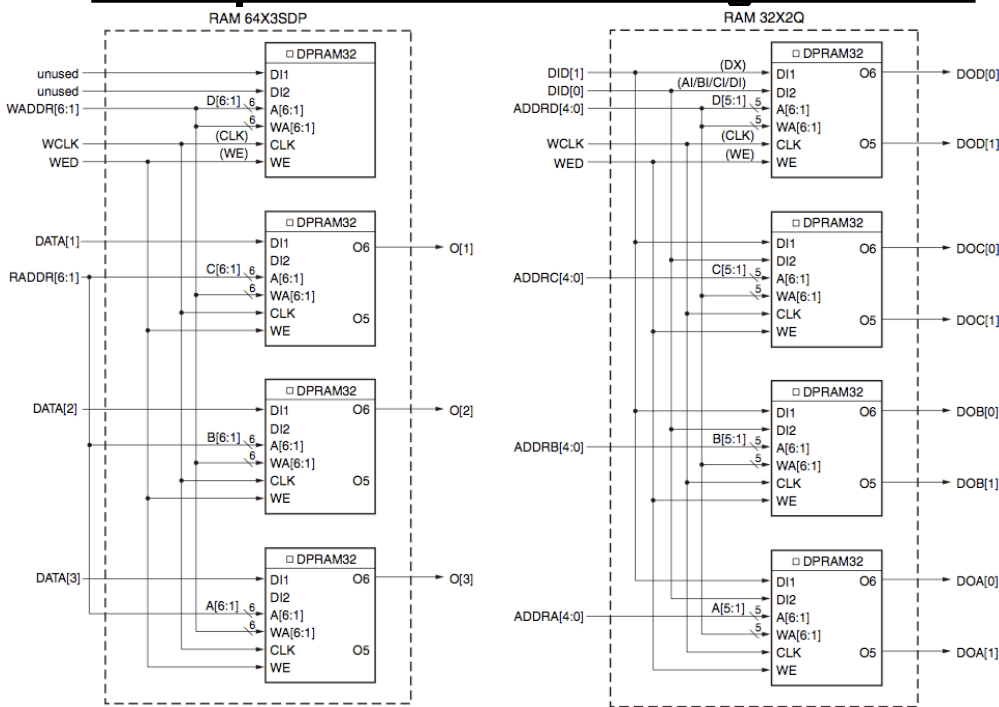 RAM 64X3SDP
DPRAM32
unused
DI1
unused
DI2
WADDR[6:1]
D[6:1]
6
A[6:1]
6
WA[6:1]
WCLK
(CLK)
CLK
WED
(WE)
WE
DPRAM32
DATA[1]
DI1
O6
O[1]
DI2
RADDR[6:1]
C[6:1]
6
A[6:1]
6
WA[6:1]
CLK
O5
WE
DPRAM32
DATA[2]
DI1
O6
O[2]
DI2
B[6:1]
6
A[6:1]
6
WA[6:1]
CLK
O5
WE
DPRAM32
DATA[3]
DI1
O6
O[3]
DI2
A[6:1]
6
A[6:1]
6
WA[6:1]
CLK
O5
WE
RAM 32X2Q
DPRAM32
DID[1]
(DX)
DI1
O6
DOD[0]
DID[0]
(AI/BI/CI/DI)
DI2
ADDRD[4:0]
D[5:1]
5
A[6:1]
5
WA[6:1]
WCLK
(CLK)
CLK
O5
DOD[1]
WED
(WE)
WE
DPRAM32
DI1
O6
DOC[0]
DI2
ADDRC[4:0]
C[5:1]
5
A[6:1]
5
WA[6:1]
CLK
O5
DOC[1]
WE
DPRAM32
DI1
O6
DOB[0]
DI2
ADDRB[4:0]
B[5:1]
5
A[6:1]
5
WA[6:1]
CLK
O5
DOB[1]
WE
DPRAM32
DI1
O6
DOA[0]
DI2
ADDRA[4:0]
A[5:1]
5
A[6:1]
5
WA[6:1]
CLK
O5
DOA[1]
WE